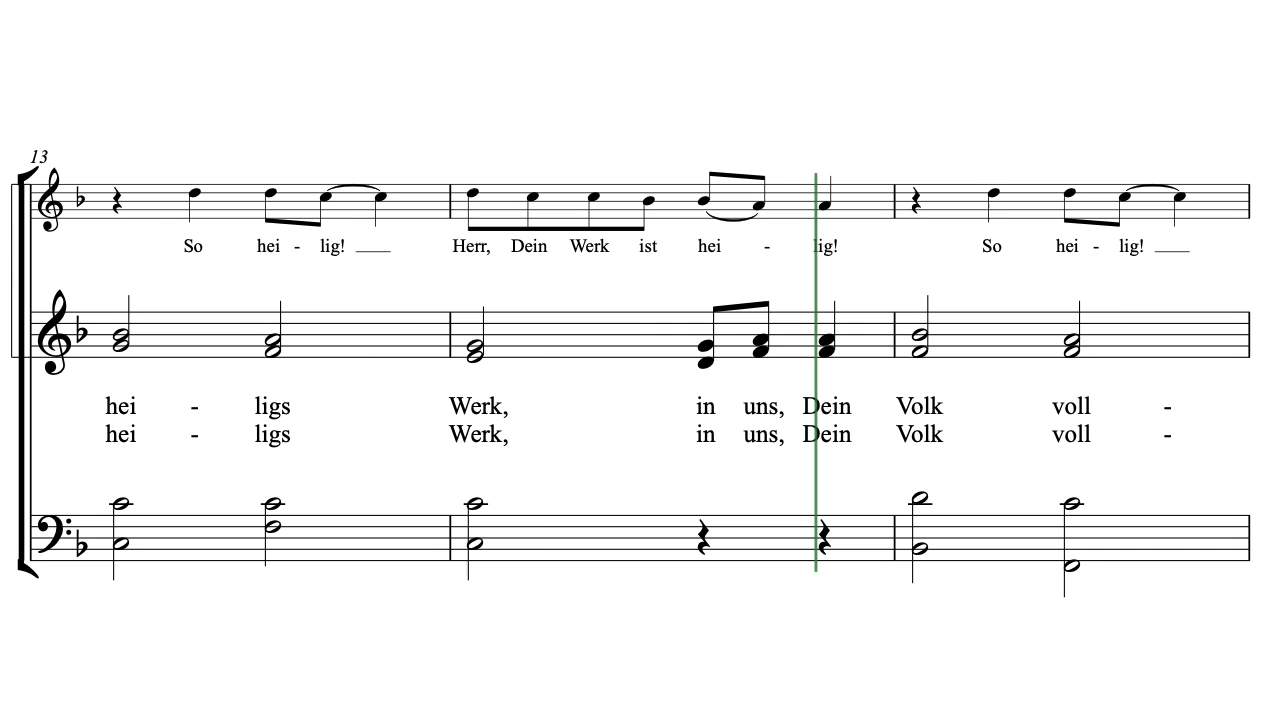 13
So hei - lig! Herr, Dein Werk ist hei - lig! So hei - lig!
hei - ligs Werk, in uns, Dein Volk voll -
hei - ligs Werk, in uns, Dein Volk voll -